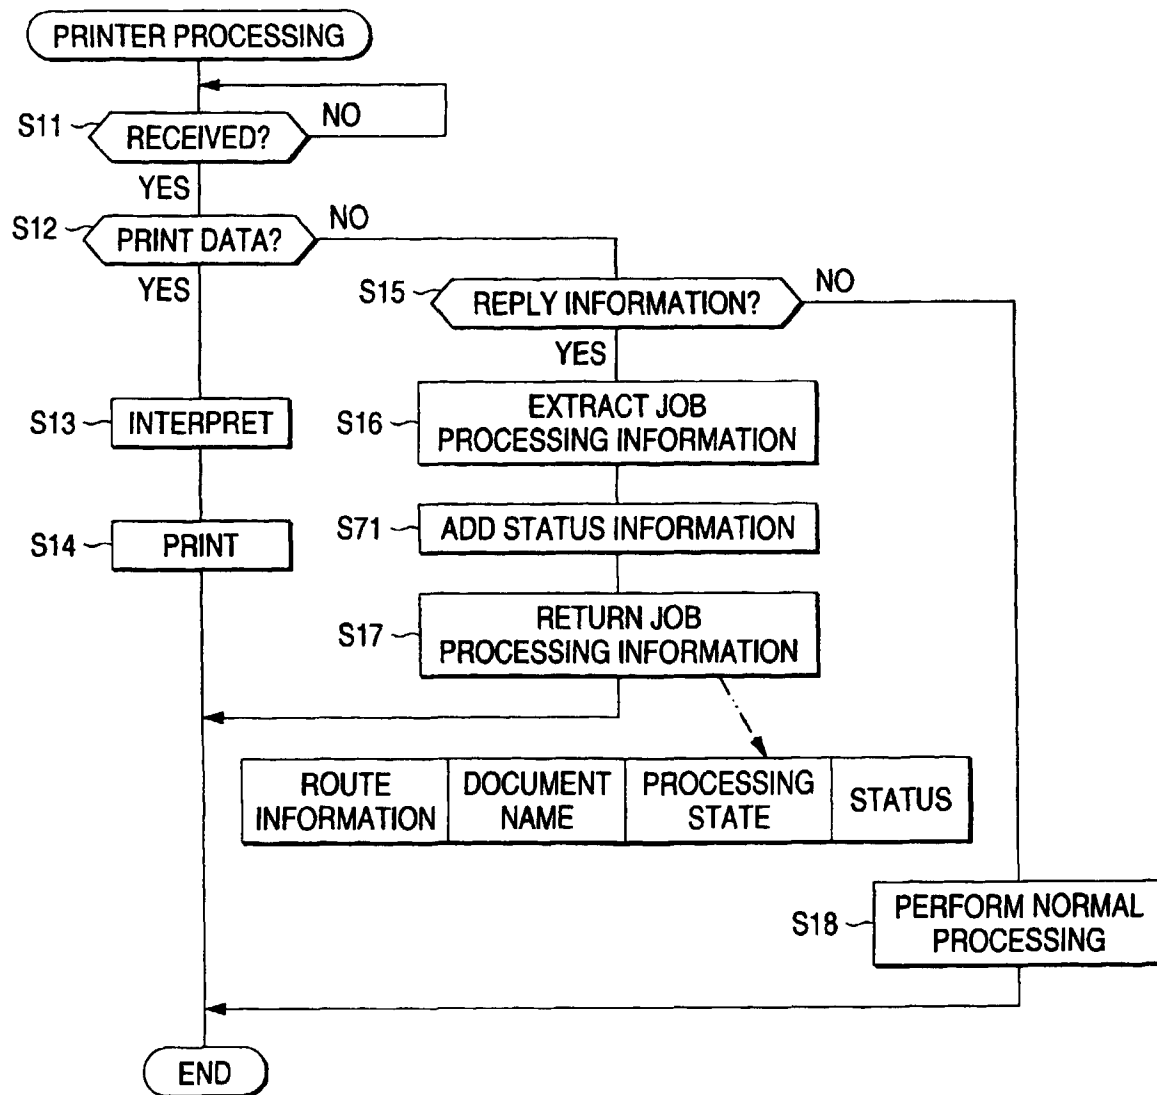 PRINTER PROCESSING
NO
S11
RECEIVED?
YES
S12
PRINT DATA?
NO
YES
S15
REPLY INFORMATION?
NO
YES
S13
INTERPRET
S16
EXTRACT JOB
PROCESSING INFORMATION
S14
PRINT
S71
ADD STATUS INFORMATION
S17
RETURN JOB
PROCESSING INFORMATION
ROUTE
INFORMATION
DOCUMENT
NAME
PROCESSING
STATE
STATUS
S18
PERFORM NORMAL
PROCESSING
END